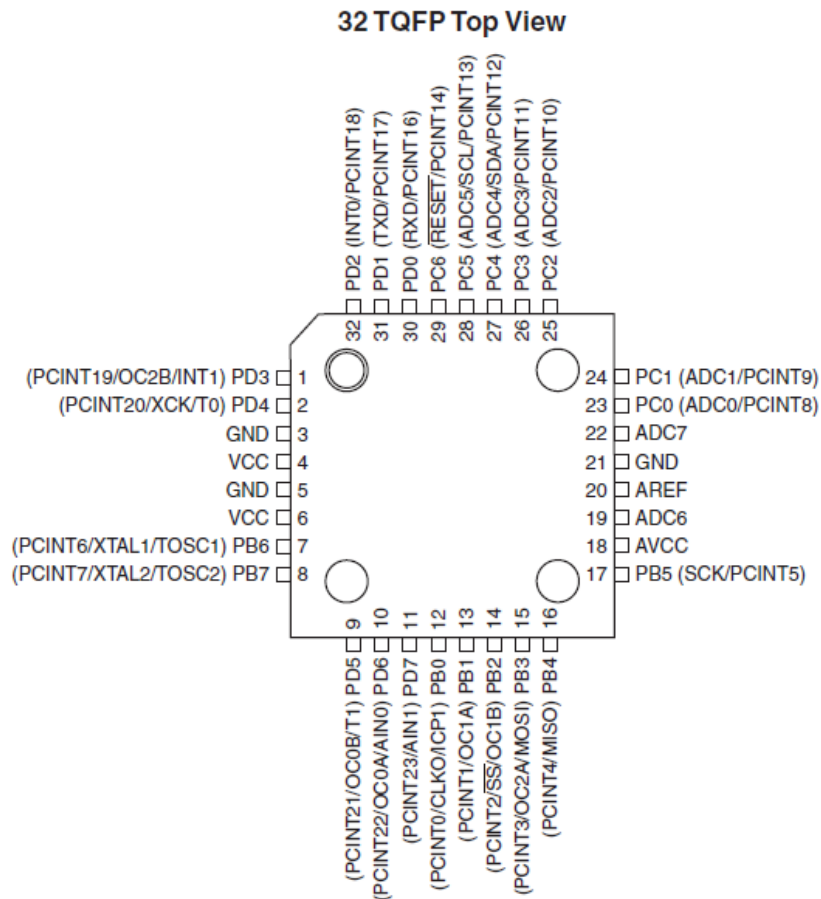 32 TQFP Top View
32 PD2 (INT0/PCINT18)
31 PD1 (TXD/PCINT17)
30 PD0 (RXD/PCINT16)
29 PC6 (RESET/PCINT14)
28 PC5 (ADC5/SCL/PCINT13)
27 PC4 (ADC4/SDA/PCINT12)
26 PC3 (ADC3/PCINT11)
25 PC2 (ADC2/PCINT10)
(PCINT19/OC2B/INT1) PD3 1
(PCINT20/XCK/T0) PD4 2
GND 3
VCC 4
GND 5
VCC 6
(PCINT6/XTAL1/TOSC1) PB6 7
(PCINT7/XTAL2/TOSC2) PB7 8
24 PC1 (ADC1/PCINT9)
23 PC0 (ADC0/PCINT8)
22 ADC7
21 GND
20 AREF
19 ADC6
18 AVCC
17 PB5 (SCK/PCINT5)
(PCINT21/OC0B/T1) PD5 9
(PCINT22/OC0A/AIN0) PD6 10
(PCINT23/AIN1) PD7 11
(PCINT0/CLKO/ICP1) PB0 12
(PCINT1/OC1A) PB1 13
(PCINT2/SS/OC1B) PB2 14
(PCINT3/OC2A/MOSI) PB3 15
(PCINT4/MISO) PB4 16